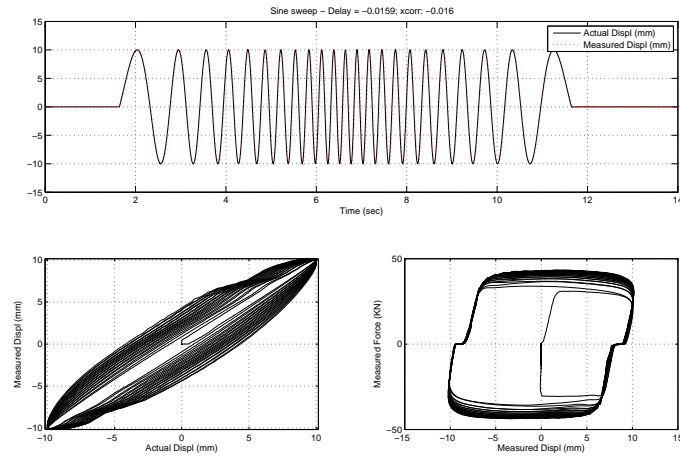 Sine sweep − Delay = −0.0159; xcorr: −0.016
15
10
5
0
−5
−10
−15
0 2 4 6 8 10 12 14
Time (sec)
Actual Displ (mm)
Measured Displ (mm)
10
5
0
−5
−10
−10 −5 0 5 10
Actual Displ (mm)
Measured Displ (mm)
50
0
−50
−15 −10 −5 0 5 10 15
Measured Displ (mm)
Measured Force (KN)